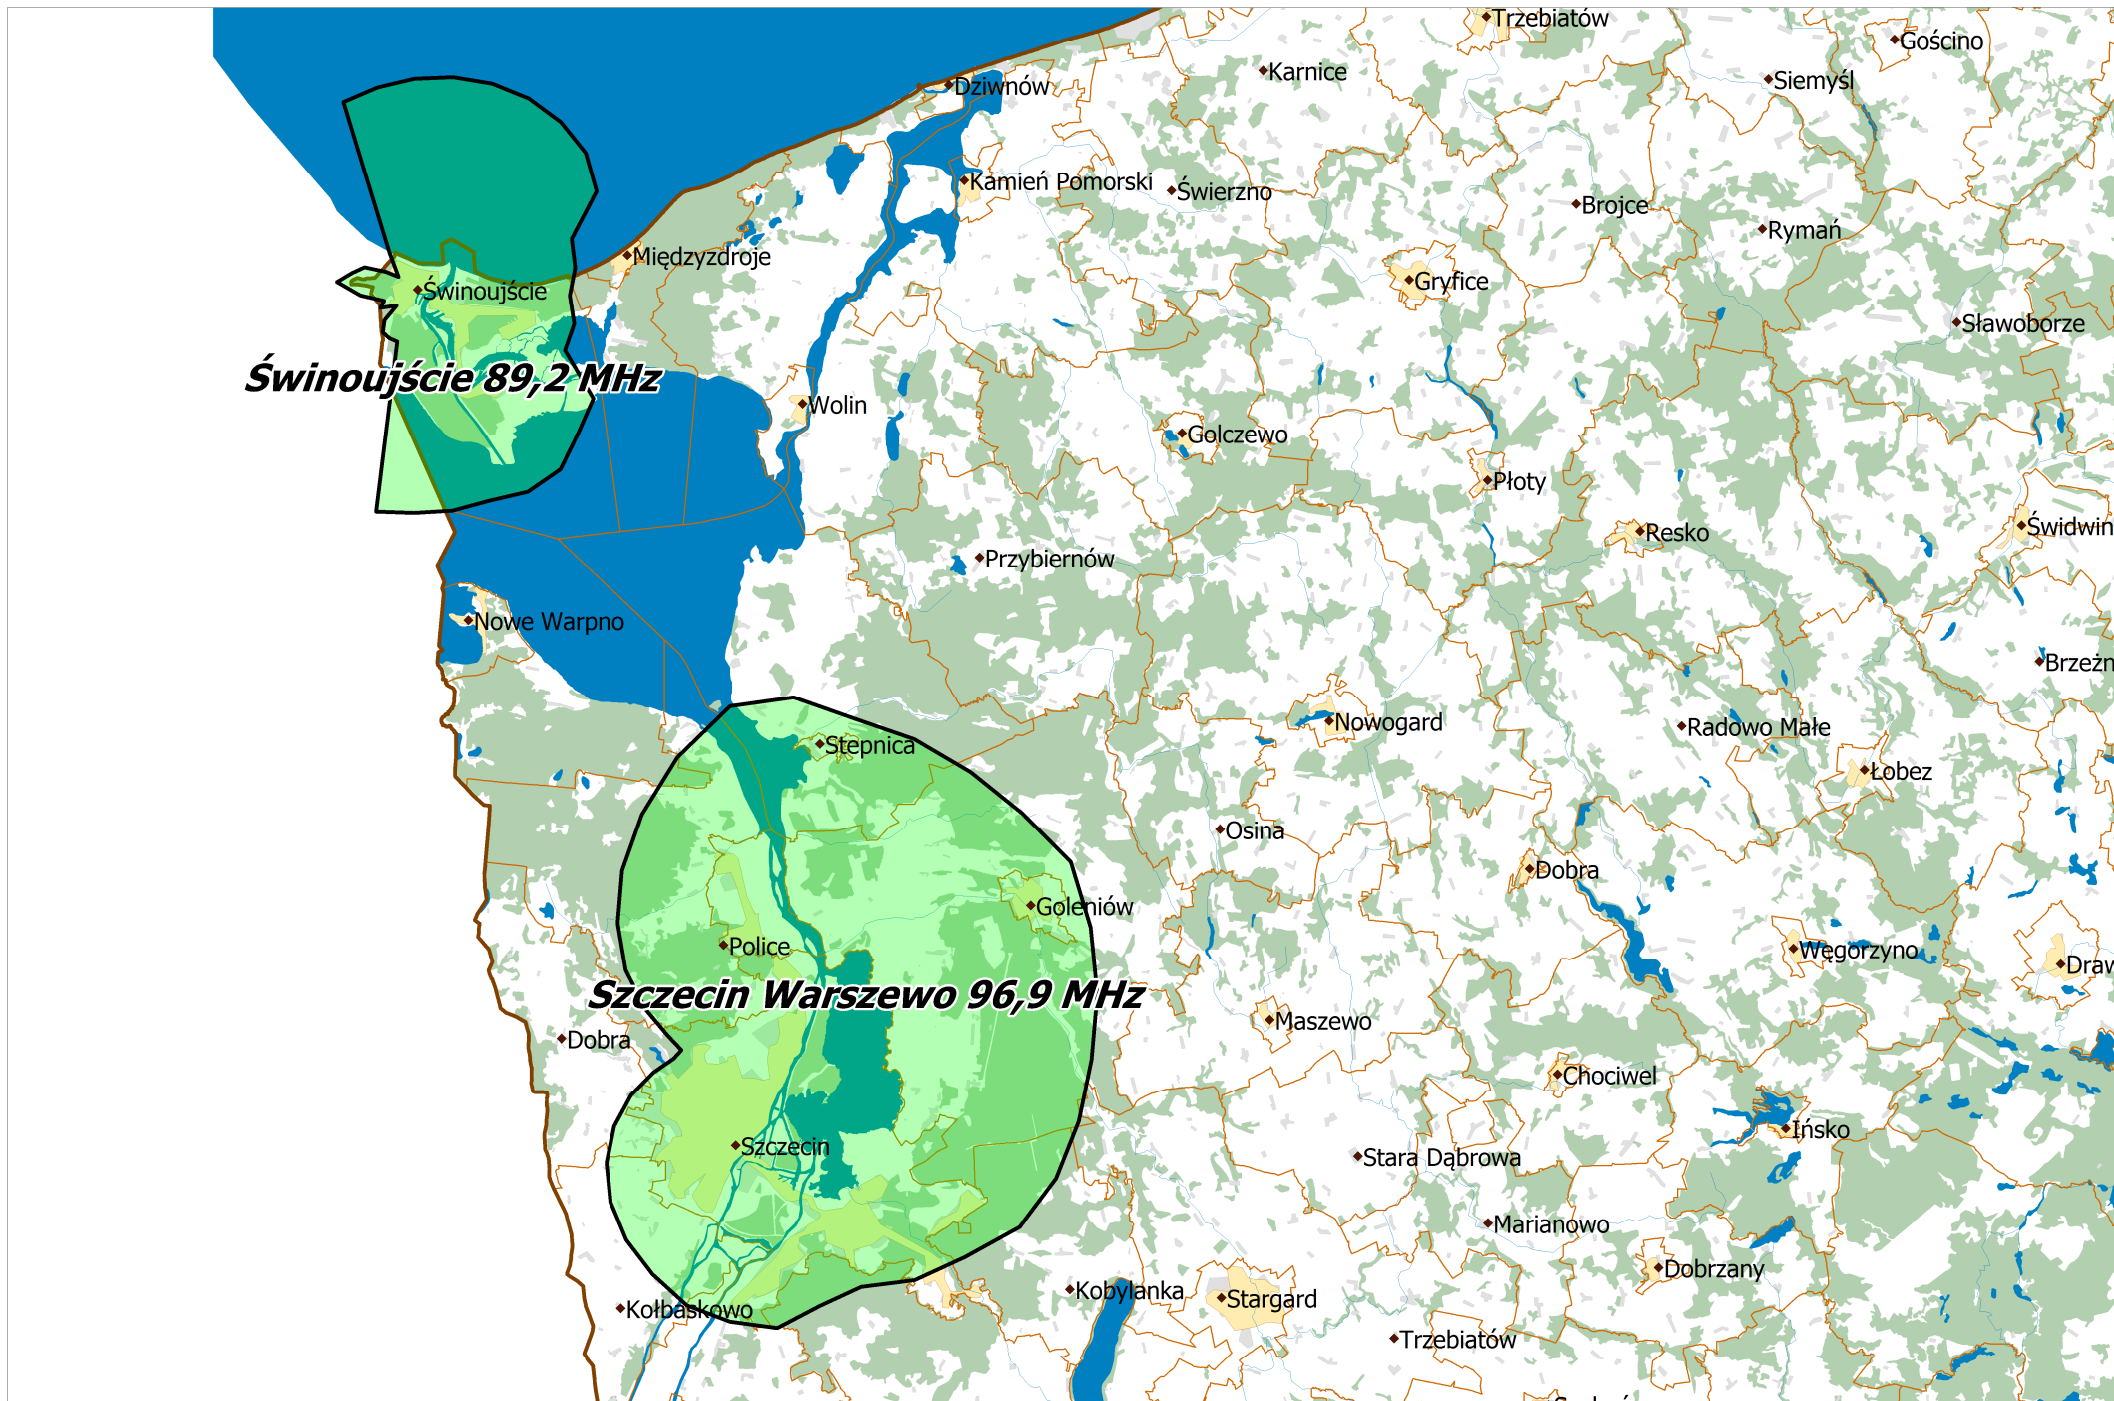 Trzebiatów
Gościno
Karnice
Siemyśl
Dziwnów
Kamień Pomorski
Świerzno
Brojce
Rymań
Międzyzdroje
Gryfice
Świnoujście
Sławoborze
Świnoujście 89,2 MHz
Wolin
Golczewo
Płoty
Świdwin
Resko
Przybiernów
Nowe Warpno
Brzeżn
Nowogard
Radowo Małe
Stepnica
Łobez
Osina
Dobra
Goleniów
Police
Węgorzyno
Draw
Szczecin Warszewo 96,9 MHz
Maszewo
Dobra
Chociwel
Ińsko
Szczecin
Stara Dąbrowa
Marianowo
Dobrzany
Kobylanka
Stargard
Kołbaskowo
Trzebiatów